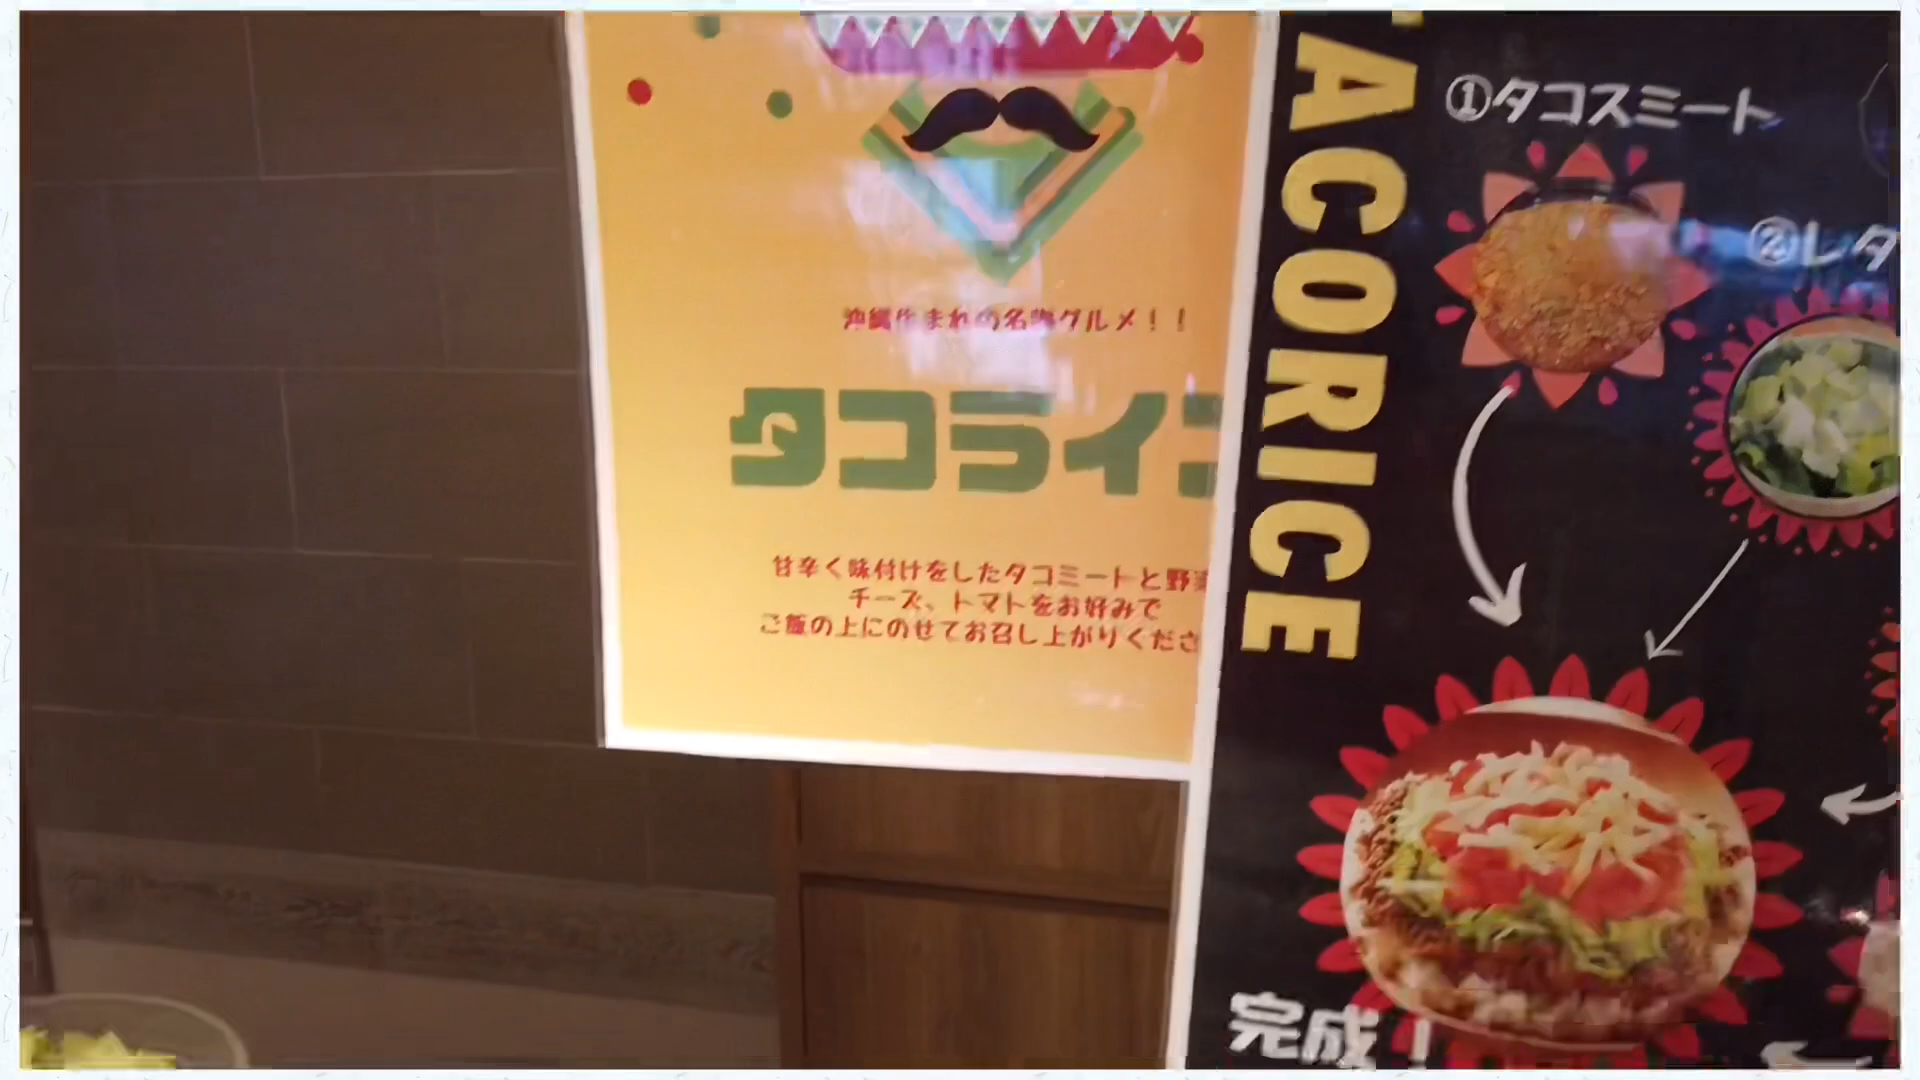 沖縄生まれの名物グルメ！！
タコライ
甘辛く味付けをしたタコミートと野
チーズ、トマトをお好みで
ご飯の上にのせてお召し上がりくださ
ACORICE
①タコスミート
②レタ
完成！